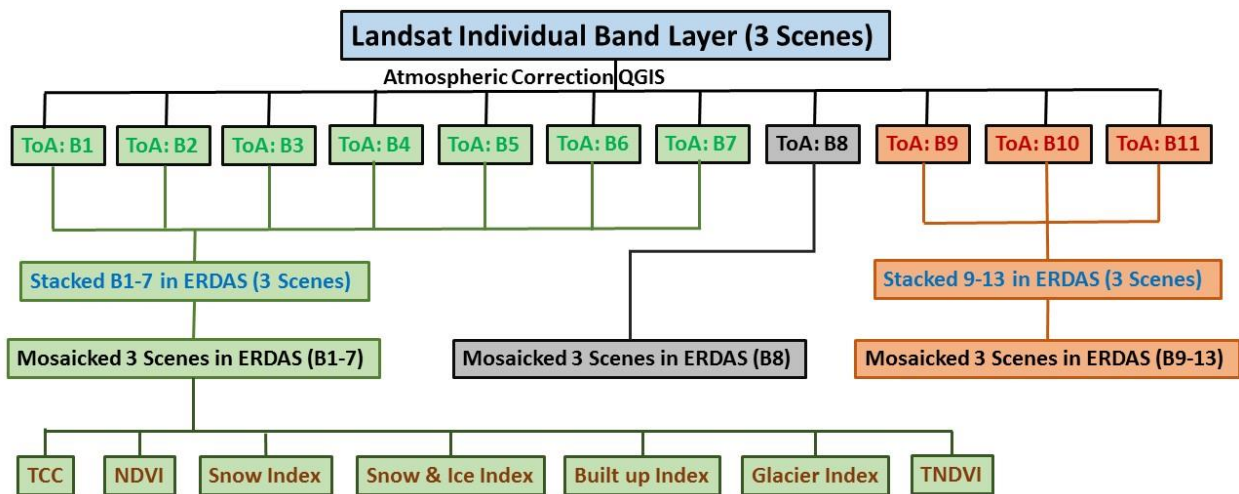 Landsat Individual Band Layer (3 Scenes)
Atmospheric Correction QGIS
ToA: B1
ToA: B2
ToA: B3
ToA: B4
ToA: B5
ToA: B6
ToA: B7
ToA: B8
ToA: B9
ToA: B10
ToA: B11
Stacked B1-7 in ERDAS (3 Scenes)
Stacked 9-13 in ERDAS (3 Scenes)
Mosaicked 3 Scenes in ERDAS (B1-7)
Mosaicked 3 Scenes in ERDAS (B8)
Mosaicked 3 Scenes in ERDAS (B9-13)
TCC
NDVI
Snow Index
Snow & Ice Index
Built up Index
Glacier Index
TNDVI